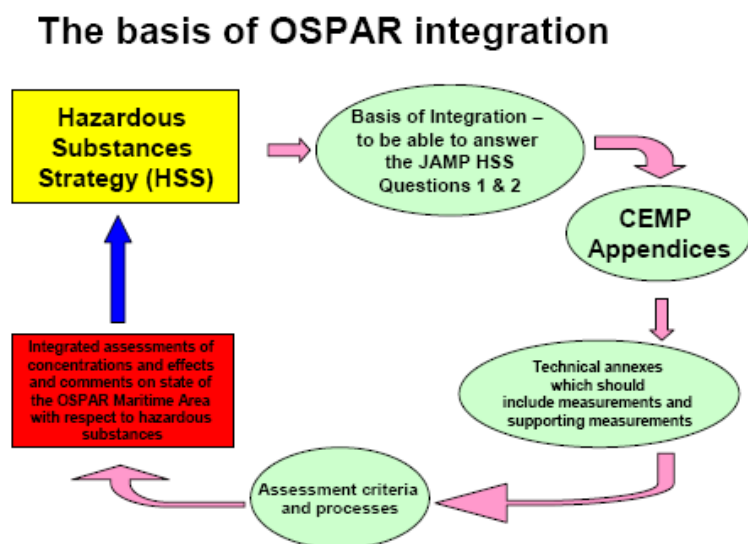 The basis of OSPAR integration
Hazardous
Substances
Strategy (HSS)
Basis of Integration –
to be able to answer
the JAMP HSS
Questions 1 & 2
CEMP
Appendices
Technical annexes
which should
include measurements and
supporting measurements
Assessment criteria
and processes
Integrated assessments of
concentrations and effects
and comments on state of
the OSPAR Maritime Area
with respect to hazardous
substances